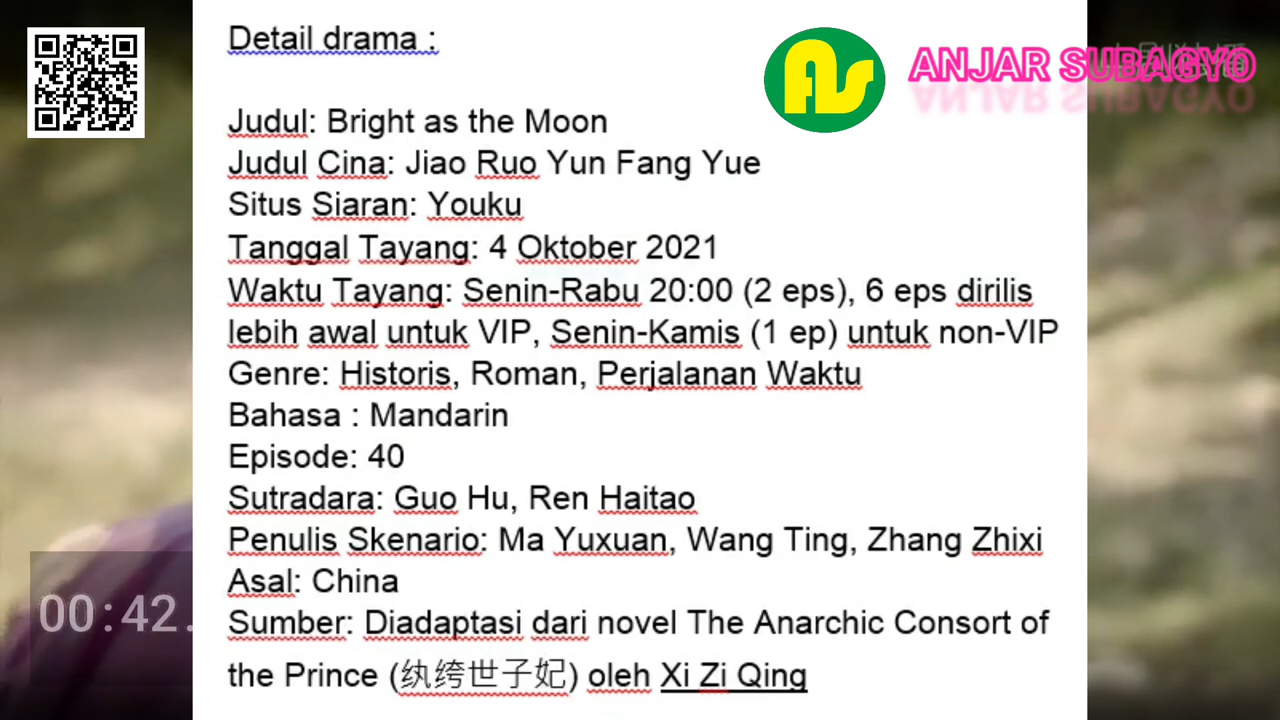 Detail drama :
AS
ANJAR SUBAGYO
Judul: Bright as the Moon
Judul Cina: Jiao Ruo Yun Fang Yue
Situs Siaran: Youku
Tanggal Tayang: 4 Oktober 2021
Waktu Tayang: Senin-Rabu 20:00 (2 eps), 6 eps dirilis
lebih awal untuk VIP, Senin-Kamis (1 ep) untuk non-VIP
Genre: Historis, Roman, Perjalanan Waktu
Bahasa : Mandarin
Episode: 40
Sutradara: Guo Hu, Ren Haitao
Penulis Skenario: Ma Yuxuan, Wang Ting, Zhang Zhixi
Asal: China
00:42.
Sumber: Diadaptasi dari novel The Anarchic Consort of
the Prince (纨绔世子妃) oleh Xi Zi Qing